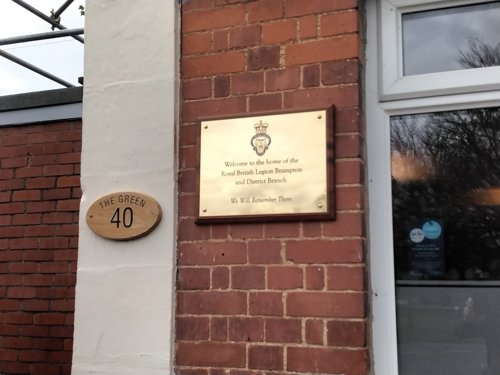 THE GREEN
40
Welcome to the home of the
Royal British Legion Brampton
and District Branch
We Will Remember Them